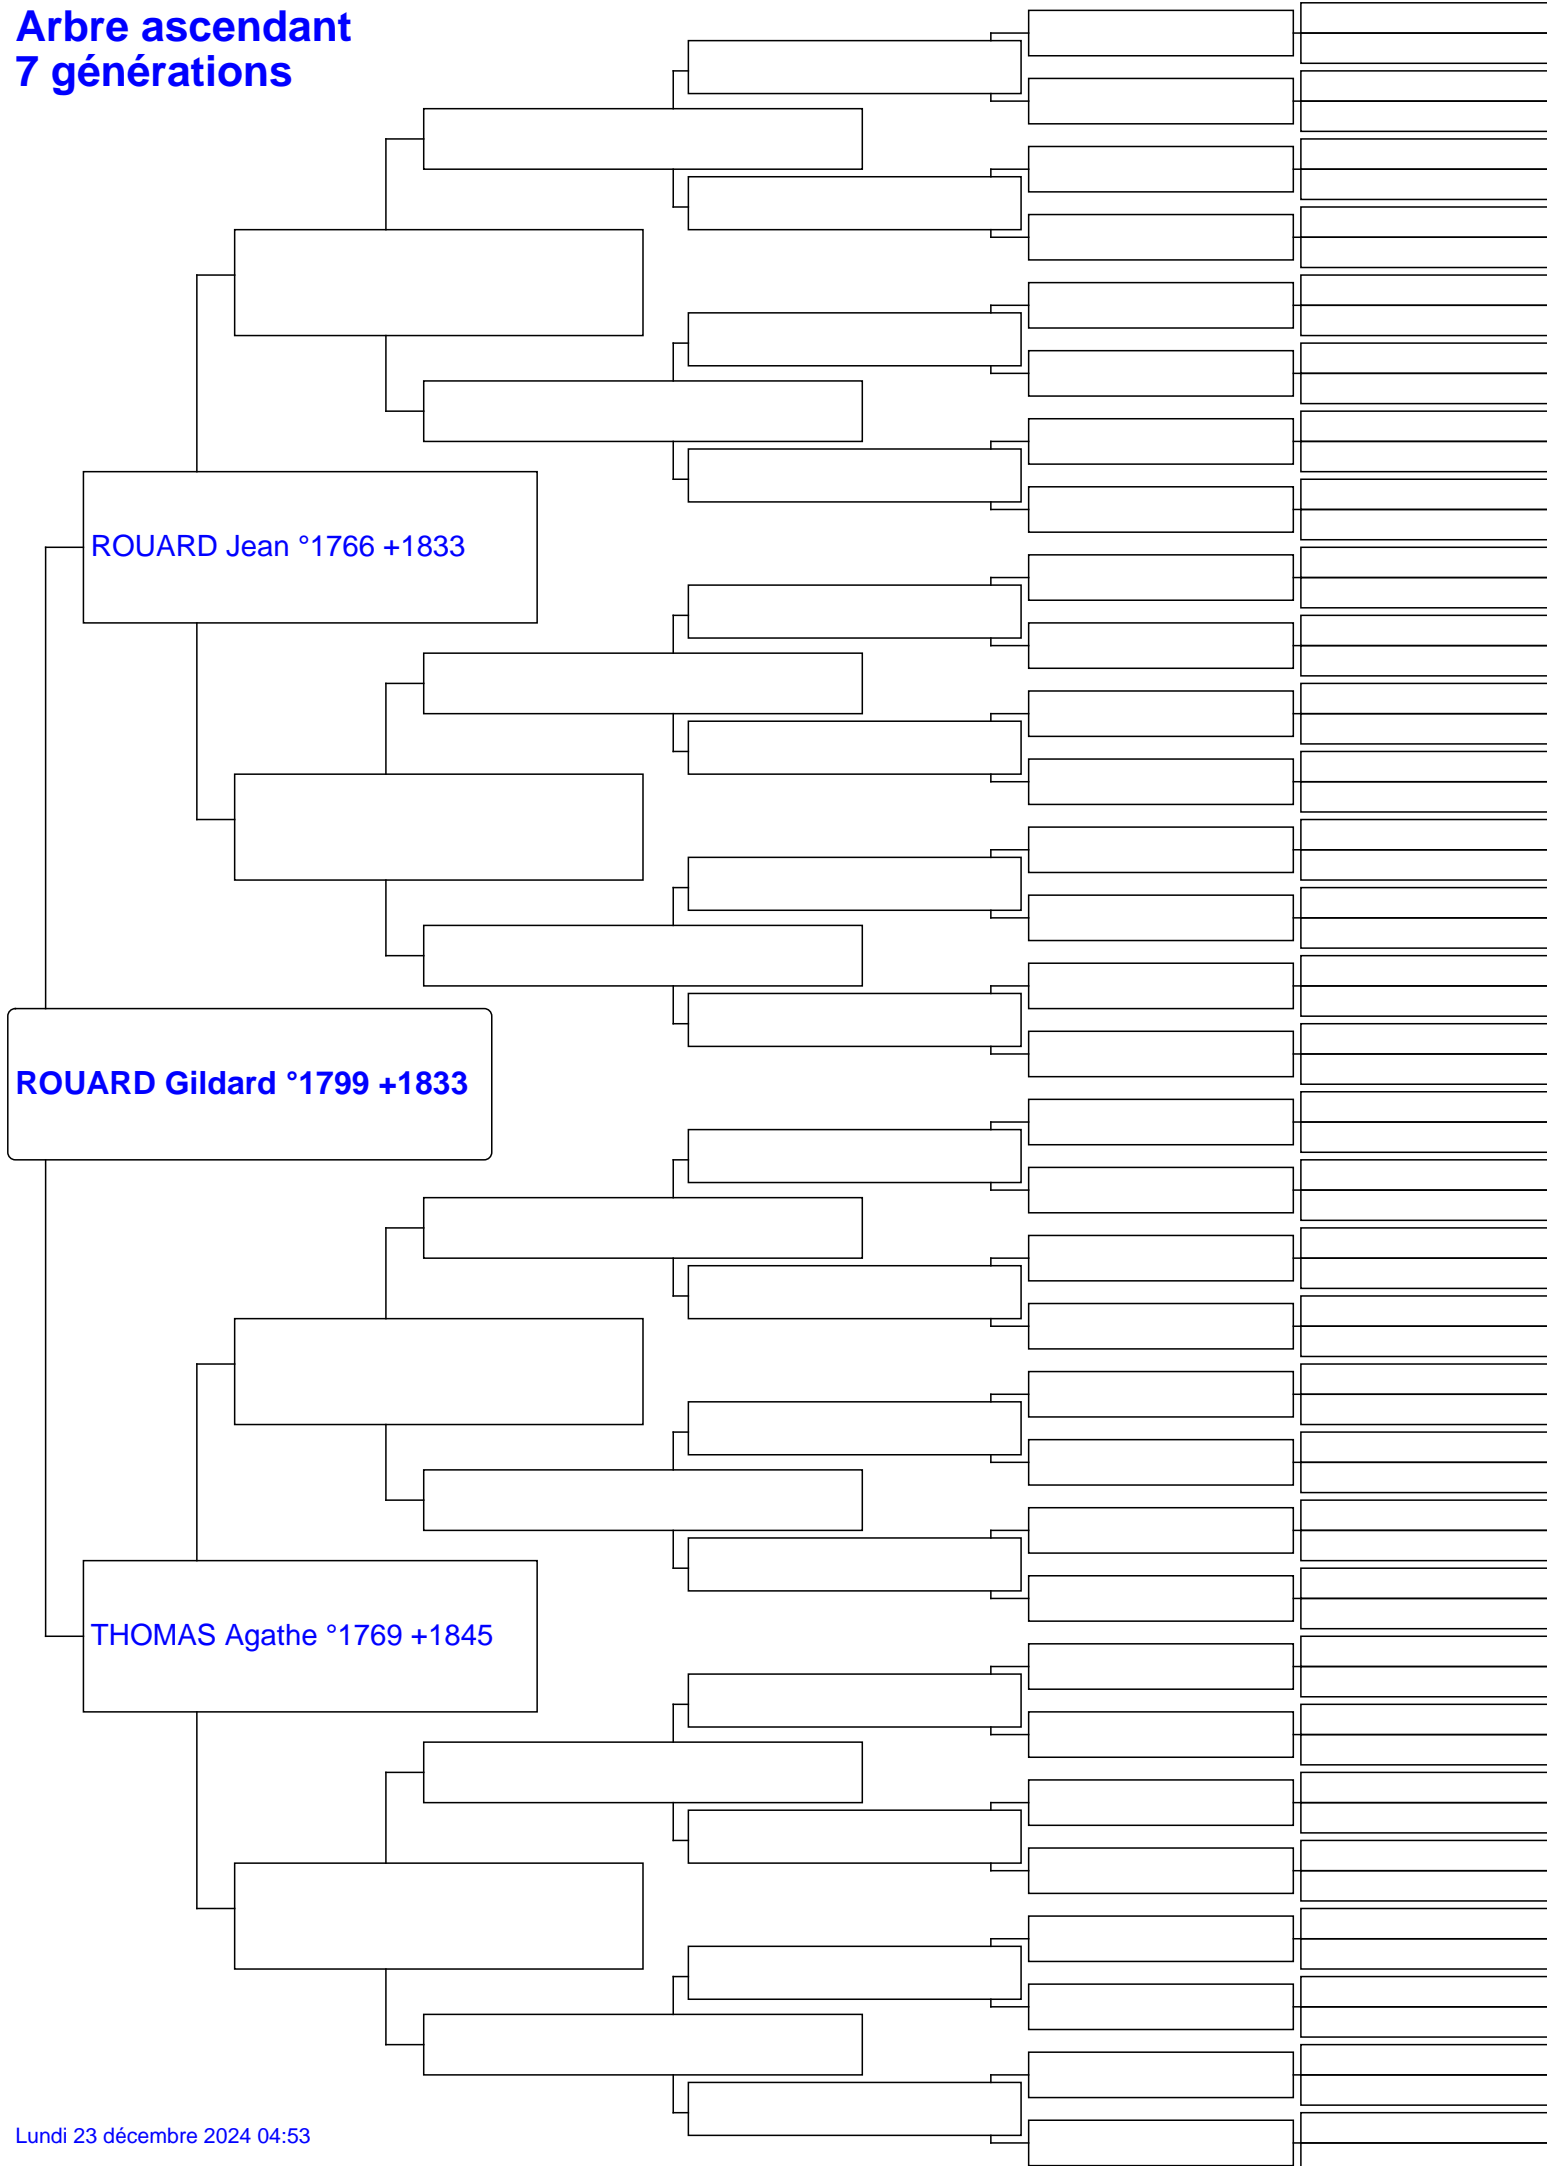 Arbre ascendant
7 générations
ROUARD Jean °1766 +1833
ROUARD Gildard °1799 +1833
THOMAS Agathe °1769 +1845
Lundi 23 décembre 2024 04:53